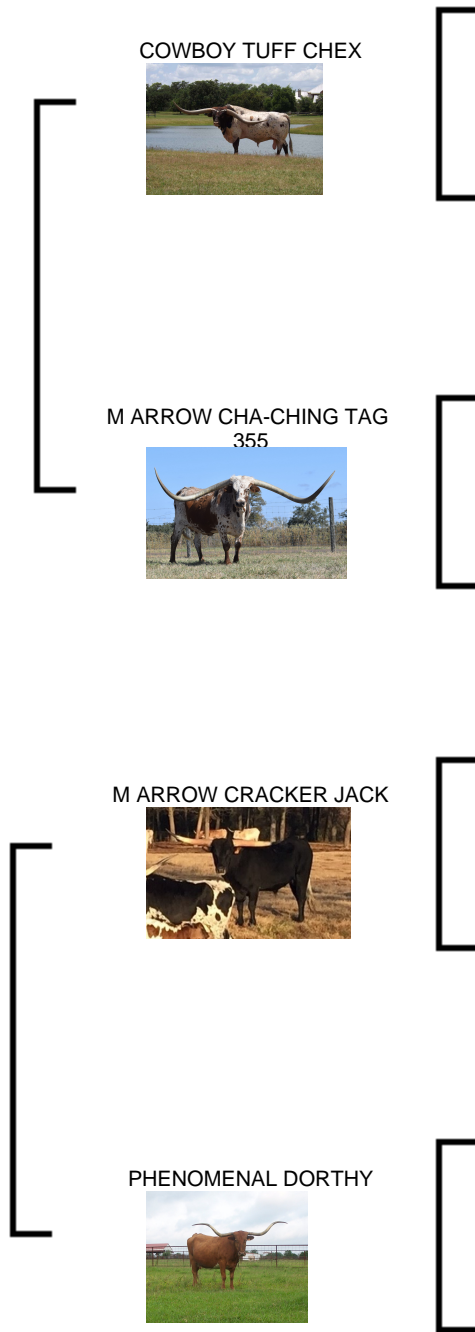 COWBOY TUFF CHEX
M ARROW CHA-CHING TAG
355
M ARROW CRACKER JACK
PHENOMENAL DORTHY